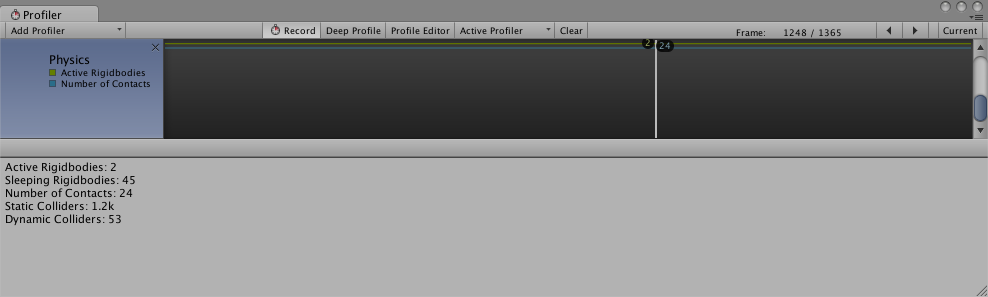 Profiler
Add Profiler Record Deep Profile Profile Editor Active Profiler Clear Frame: 1248 / 1365 Current
Physics
Active Rigidbodies
Number of Contacts
2 24
Active Rigidbodies: 2
Sleeping Rigidbodies: 45
Number of Contacts: 24
Static Colliders: 1.2k
Dynamic Colliders: 53